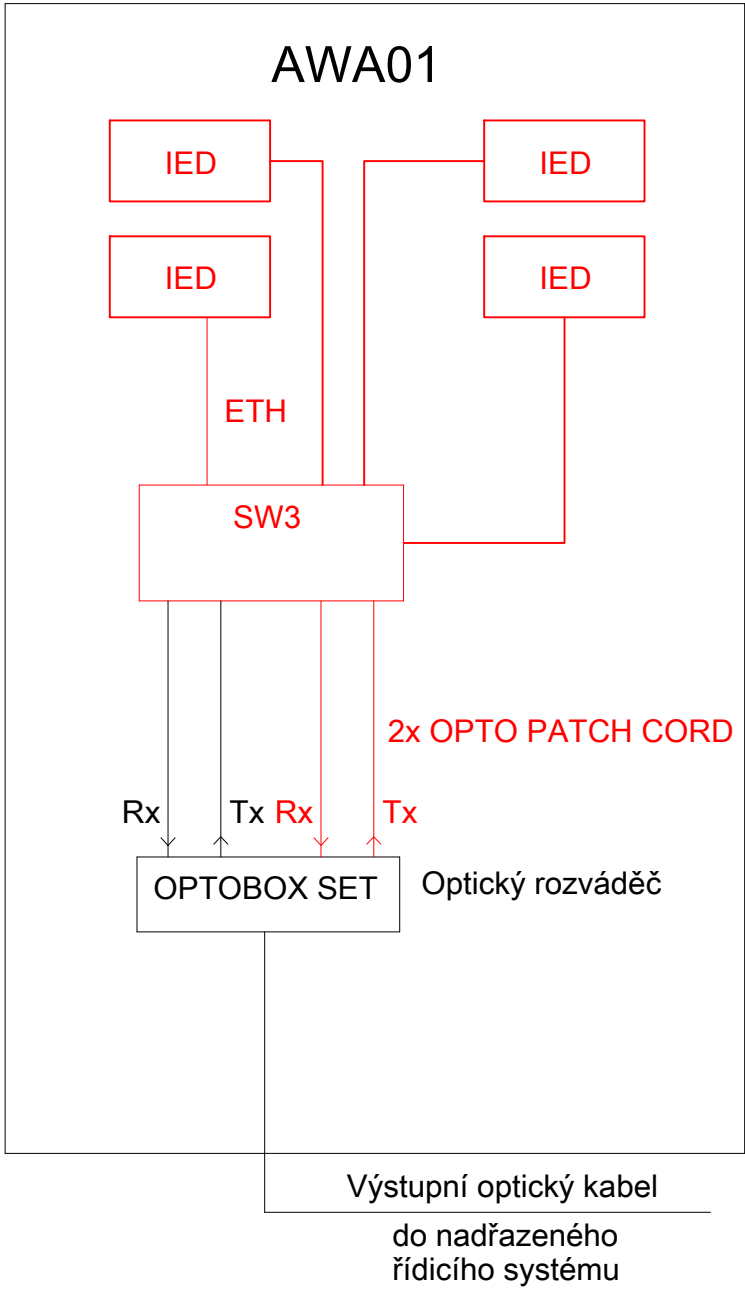 AWA01
IED
IED
IED
IED
ETH
SW3
2x OPTO PATCH CORD
Rx
Tx
Rx
Tx
OPTOBOX SET
Optický rozváděč
Výstupní optický kabel
do nadřazeného
řídicího systému